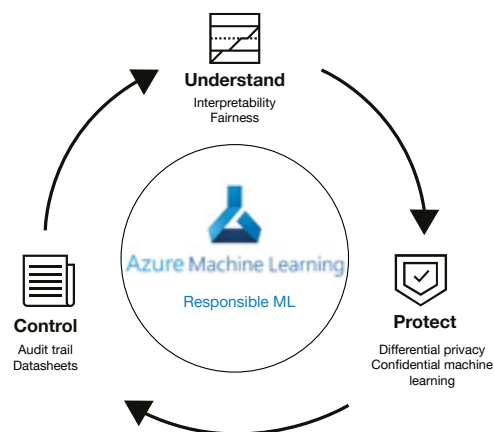 Understand
Interpretability
Fairness
Azure Machine Learning
Responsible ML
Control
Audit trail
Datasheets
Protect
Differential privacy
Confidential machine
learning